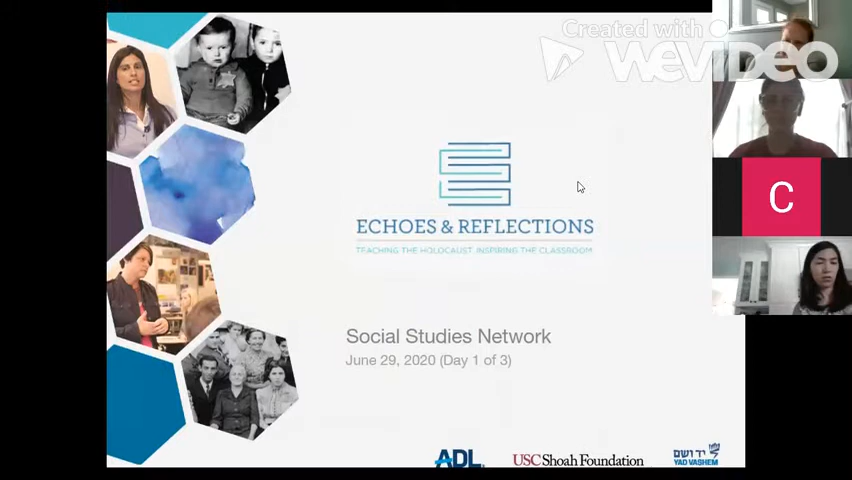 Created with
WeVideo
C
ECHOES & REFLECTIONS
TEACHING THE HOLOCAUST. INSPIRING THE CLASSROOM.
Social Studies Network
June 29, 2020 (Day 1 of 3)
ADL
USC Shoah Foundation
יד ושם
YAD VASHEM